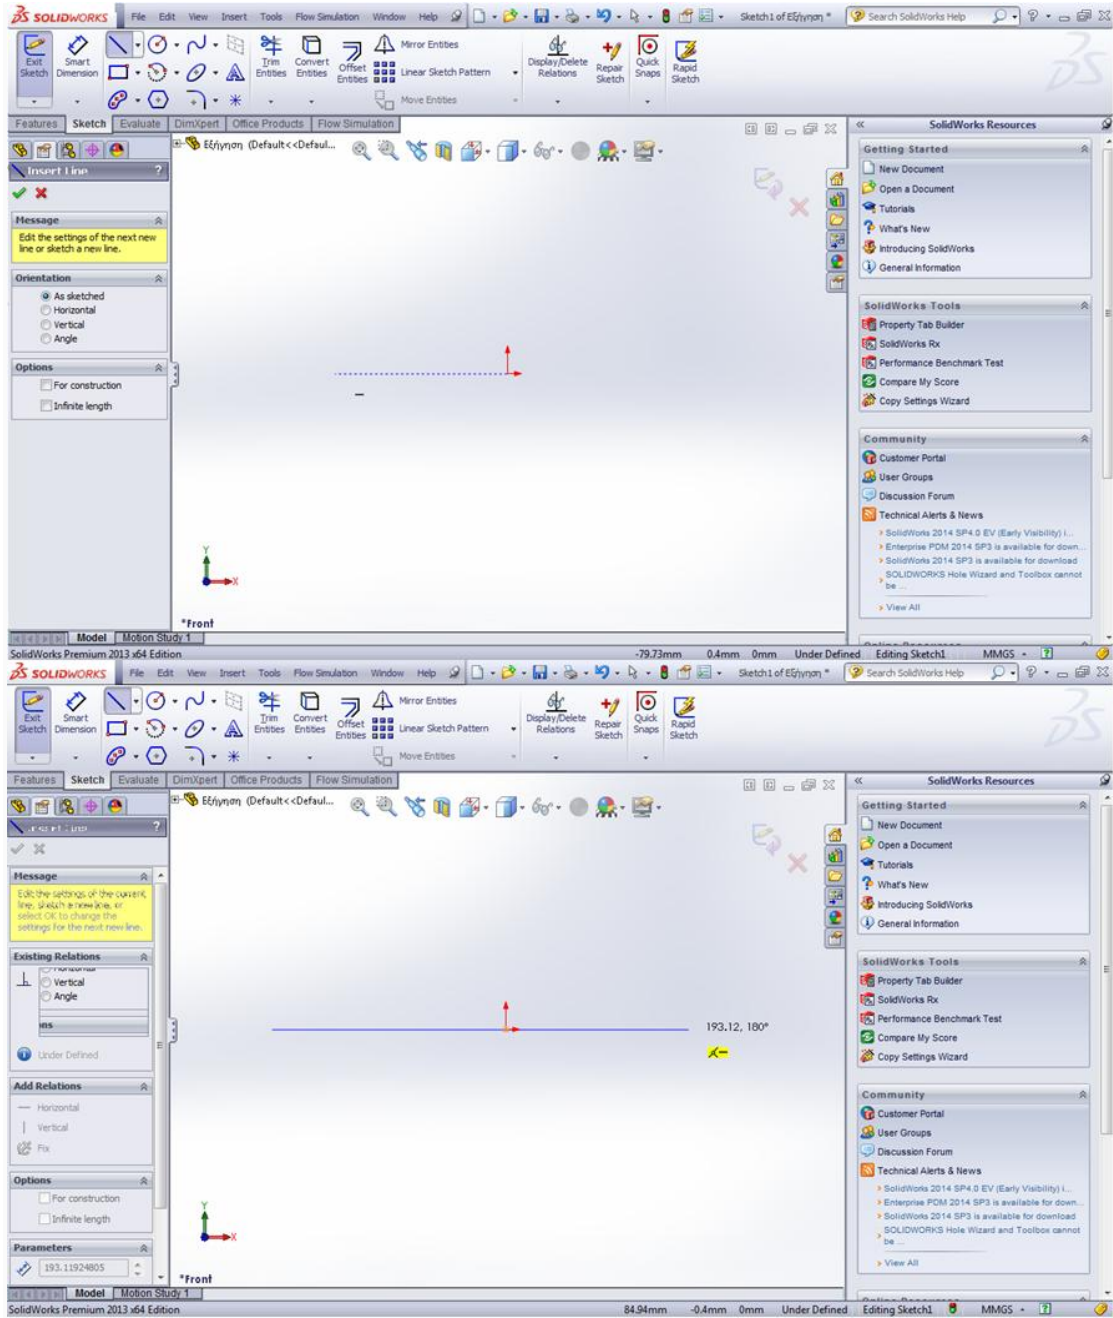 SOLIDWORKS File Edit View Insert Tools Flow Simulation Window Help Sketch1 of Εξήγηση * Search SolidWorks Help
Exit Sketch
Smart Dimension
Trim Entities
Convert Entities
Offset Entities
Mirror Entities
Linear Sketch Pattern
Move Entities
Display/Delete Relations
Repair Sketch
Quick Snaps
Rapid Sketch
Features Sketch Evaluate DimXpert Office Products Flow Simulation
Εξήγηση (Default<<Defaul...
Insert Line ?
Message
Edit the settings of the next new
line or sketch a new line.
Orientation
As sketched
Horizontal
Vertical
Angle
Options
For construction
Infinite length
Y
X
*Front
SolidWorks Resources
Getting Started
New Document
Open a Document
Tutorials
What's New
Introducing SolidWorks
General Information
SolidWorks Tools
Property Tab Builder
SolidWorks Rx
Performance Benchmark Test
Compare My Score
Copy Settings Wizard
Community
Customer Portal
User Groups
Discussion Forum
Technical Alerts & News
SolidWorks 2014 SP4.0 EV (Early Visibility) i...
Enterprise PDM 2014 SP3 is available for down...
SolidWorks 2014 SP3 is available for download
SOLIDWORKS Hole Wizard and Toolbox cannot
be ...
View All
Model Motion Study 1
SolidWorks Premium 2013 x64 Edition -79.73mm 0.4mm 0mm Under Defined Editing Sketch1 MMGS
SOLIDWORKS File Edit View Insert Tools Flow Simulation Window Help Sketch1 of Εξήγηση * Search SolidWorks Help
Exit Sketch
Smart Dimension
Trim Entities
Convert Entities
Offset Entities
Mirror Entities
Linear Sketch Pattern
Move Entities
Display/Delete Relations
Repair Sketch
Quick Snaps
Rapid Sketch
Features Sketch Evaluate DimXpert Office Products Flow Simulation
Εξήγηση (Default<<Defaul...
Insert Line ?
Message
Edit the settings of the current
line, sketch a new line, or
select OK to change the
settings for the next new line.
Existing Relations
Vertical
Angle
Under Defined
Add Relations
Horizontal
Vertical
Fix
Options
For construction
Infinite length
Parameters
193.11924805
193.12, 180°
Y
X
*Front
SolidWorks Resources
Getting Started
New Document
Open a Document
Tutorials
What's New
Introducing SolidWorks
General Information
SolidWorks Tools
Property Tab Builder
SolidWorks Rx
Performance Benchmark Test
Compare My Score
Copy Settings Wizard
Community
Customer Portal
User Groups
Discussion Forum
Technical Alerts & News
SolidWorks 2014 SP4.0 EV (Early Visibility) i...
Enterprise PDM 2014 SP3 is available for down...
SolidWorks 2014 SP3 is available for download
SOLIDWORKS Hole Wizard and Toolbox cannot
be ...
View All
Model Motion Study 1
SolidWorks Premium 2013 x64 Edition 84.94mm -0.4mm 0mm Under Defined Editing Sketch1 MMGS